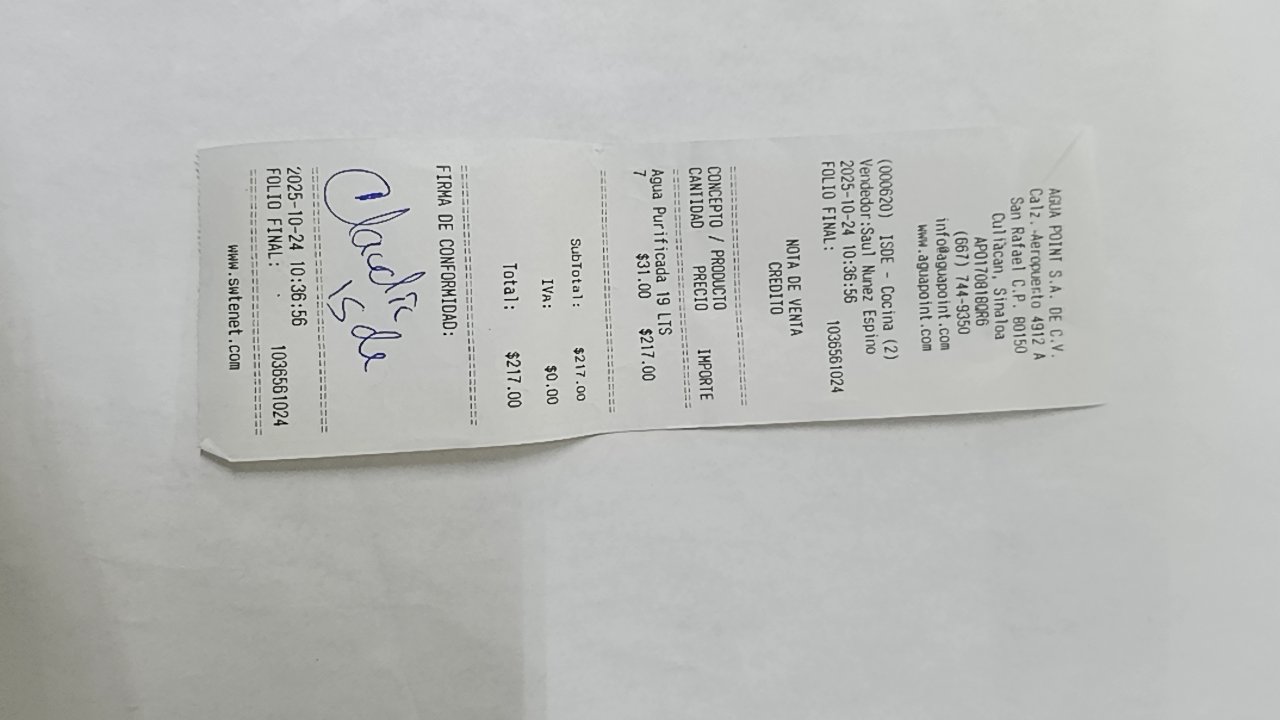 AGUA POINT S.A. DE C.V.
Calz. Aeropuerto 4912 A
San Rafael C.P. 80150
Culiacan, Sinaloa
APO170818QR6
(667) 744-9350
info@aguapoint.com
www.aguapoint.com
(000620) ISDE - Cocina (2)
Vendedor:Saul Nunez Espino
2025-10-24 10:36:56
FOLIO FINAL: 1036561024
NOTA DE VENTA
CREDITO
CONCEPTO / PRODUCTO
CANTIDAD PRECIO IMPORTE
Agua Purificada 19 LTS
7 $31.00 $217.00
SubTotal: $217.00
IVA: $0.00
Total: $217.00
FIRMA DE CONFORMIDAD:
Claudia
Isde
2025-10-24 10:36:56
FOLIO FINAL: 1036561024
www.swtenet.com